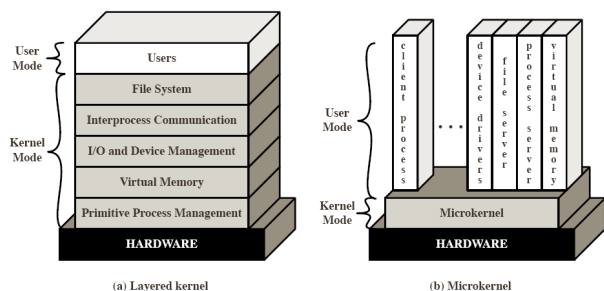 User
Mode
Kernel
Mode
Users
File System
Interprocess Communication
I/O and Device Management
Virtual Memory
Primitive Process Management
HARDWARE
(a) Layered kernel
User
Mode
Kernel
Mode
client process
...
device drivers
file server
process server
virtual memory
Microkernel
HARDWARE
(b) Microkernel